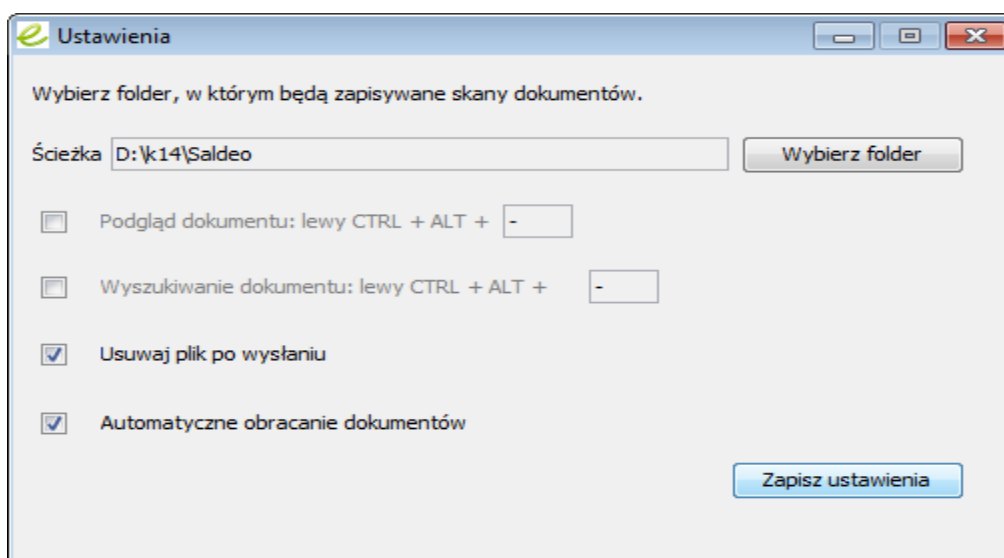 Ustawienia
Wybierz folder, w którym będą zapisywane skany dokumentów.
Ścieżka D:\k14\Saldeo Wybierz folder
Podgląd dokumentu: lewy CTRL + ALT + -
Wyszukiwanie dokumentu: lewy CTRL + ALT + -
Usuwaj plik po wysłaniu
Automatyczne obracanie dokumentów
Zapisz ustawienia